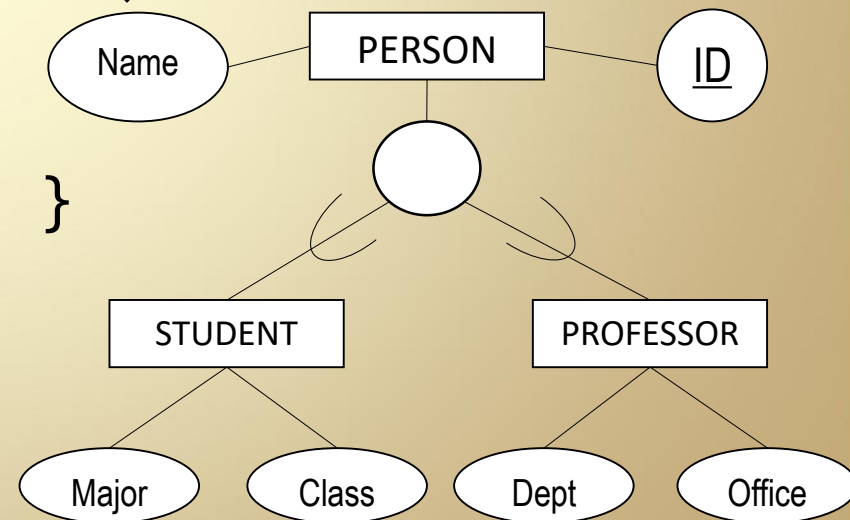 Name
PERSON
ID
}
STUDENT
PROFESSOR
Major
Class
Dept
Office